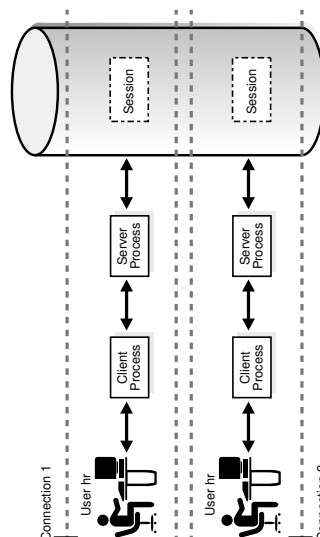 Connection 1
User hr
Client
Process
Server
Process
Session
User hr
Client
Process
Server
Process
Session